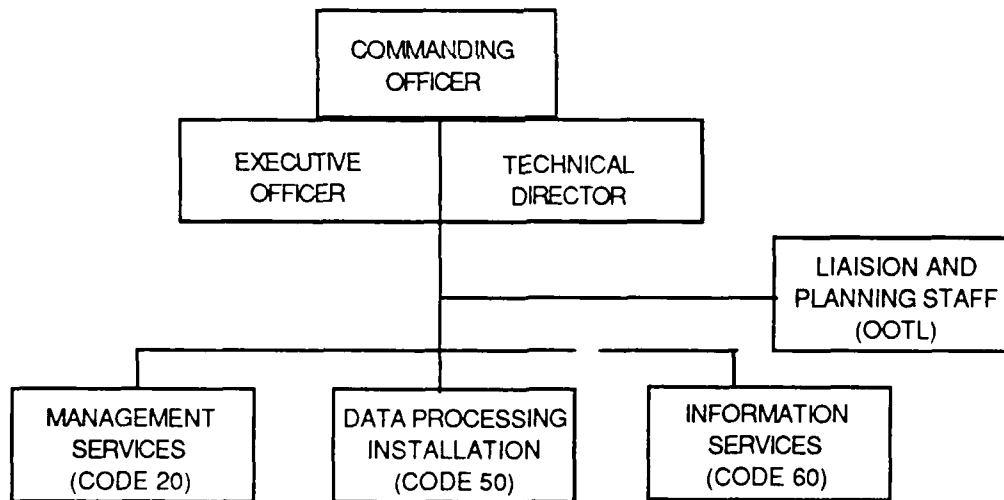 COMMANDING
OFFICER
EXECUTIVE
OFFICER
TECHNICAL
DIRECTOR
LIAISION AND
PLANNING STAFF
(OOTL)
MANAGEMENT
SERVICES
(CODE 20)
DATA PROCESSING
INSTALLATION
(CODE 50)
INFORMATION
SERVICES
(CODE 60)